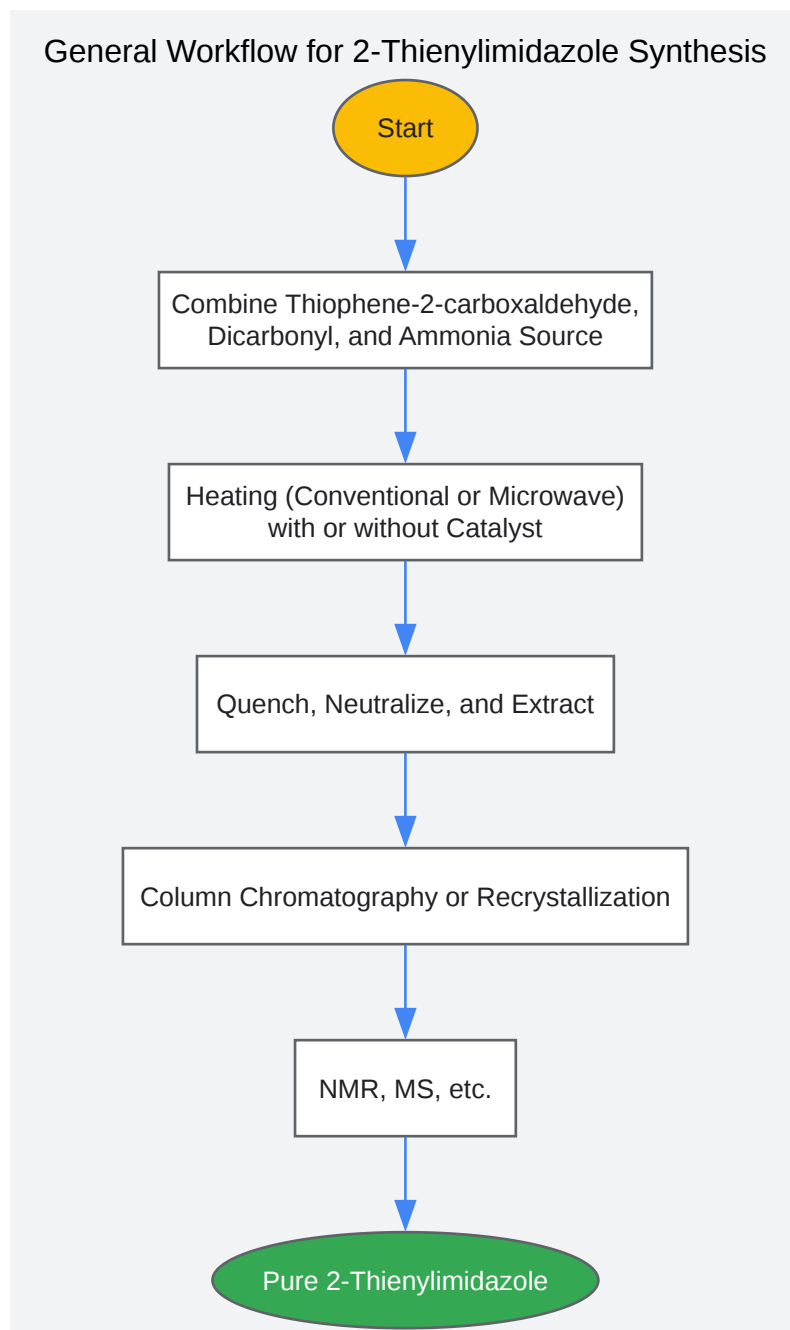 General Workflow for 2-Thienylimidazole Synthesis
Start
Combine Thiophene-2-carboxaldehyde,
Dicarbonyl, and Ammonia Source
Heating (Conventional or Microwave)
with or without Catalyst
Quench, Neutralize, and Extract
Column Chromatography or Recrystallization
NMR, MS, etc.
Pure 2-Thienylimidazole